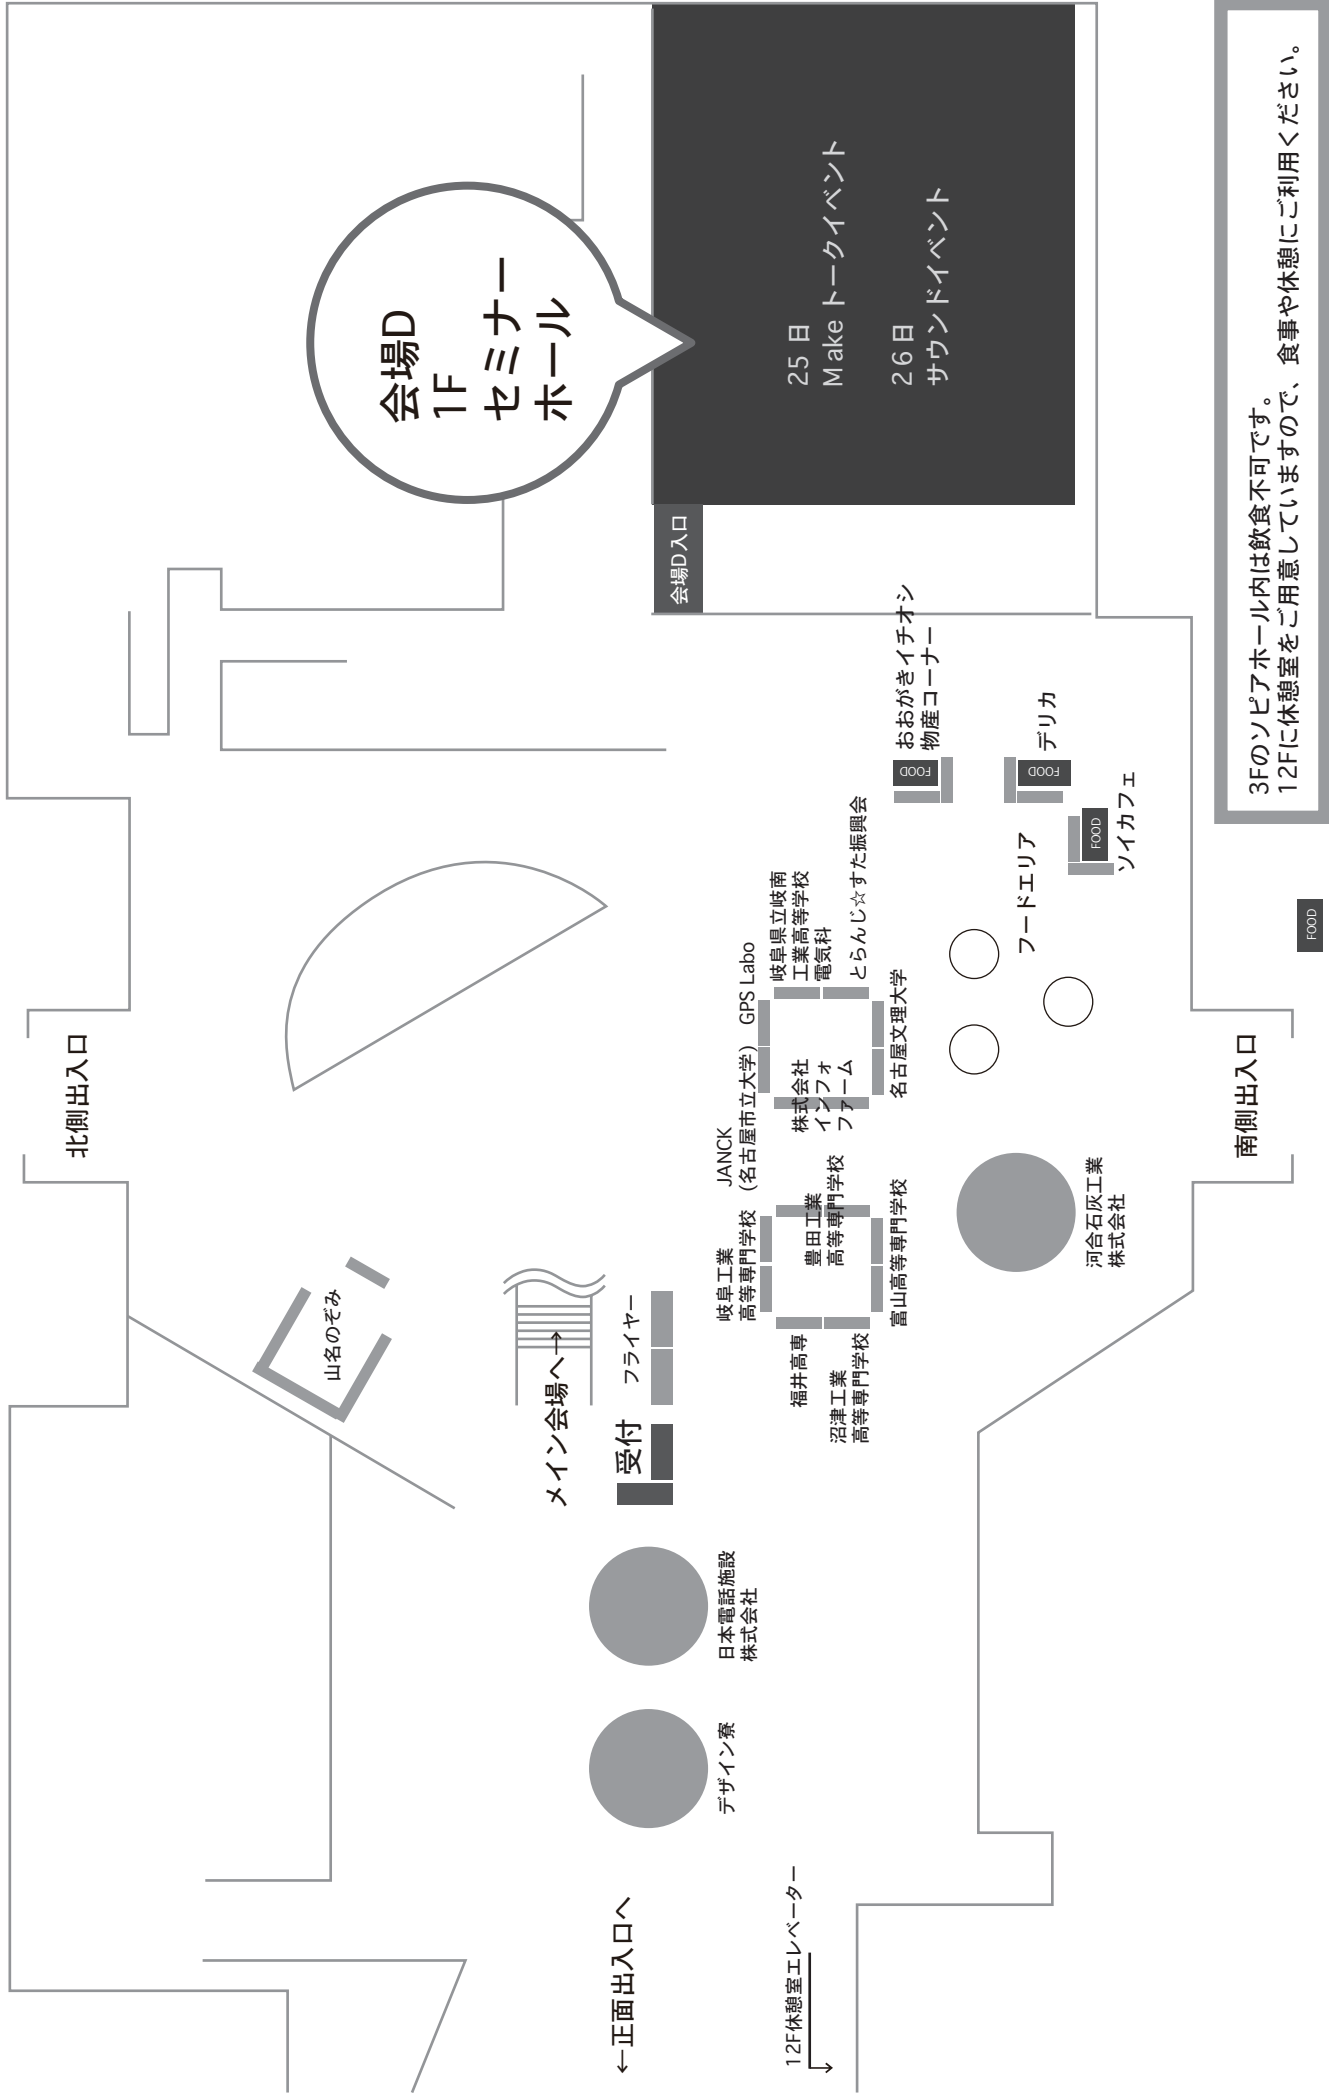 北側出入口
会場D
1F
セミナー
ホール
25 日
Make トークイベント
26日
サウンドイベント
会場D入口
山名のぞみ
メイン会場へ→
フライヤー
受付
日本電話施設
株式会社
デザイン寮
←正面出入口へ
12F休憩室エレベーター
岐阜工業
高等専門学校
豊田工業
高等専門学校
福井高専
沼津工業
高等専門学校
富山高等専門学校
JANCK
（名古屋市立大学）
GPS Labo
岐阜県立岐南
工業高等学校
電気科
とらんじ☆すた振興会
株式会社
インフォ
ファーム
名古屋文理大学
おおがきイチオシ
物産コーナー
FOOD
デリカ
FOOD
ソイカフェ
FOOD
フードエリア
河合石灰工業
株式会社
南側出入口
FOOD
3Fのソピアホール内は飲食不可です。
12Fに休憩室をご用意していますので、食事や休憩にご利用ください。